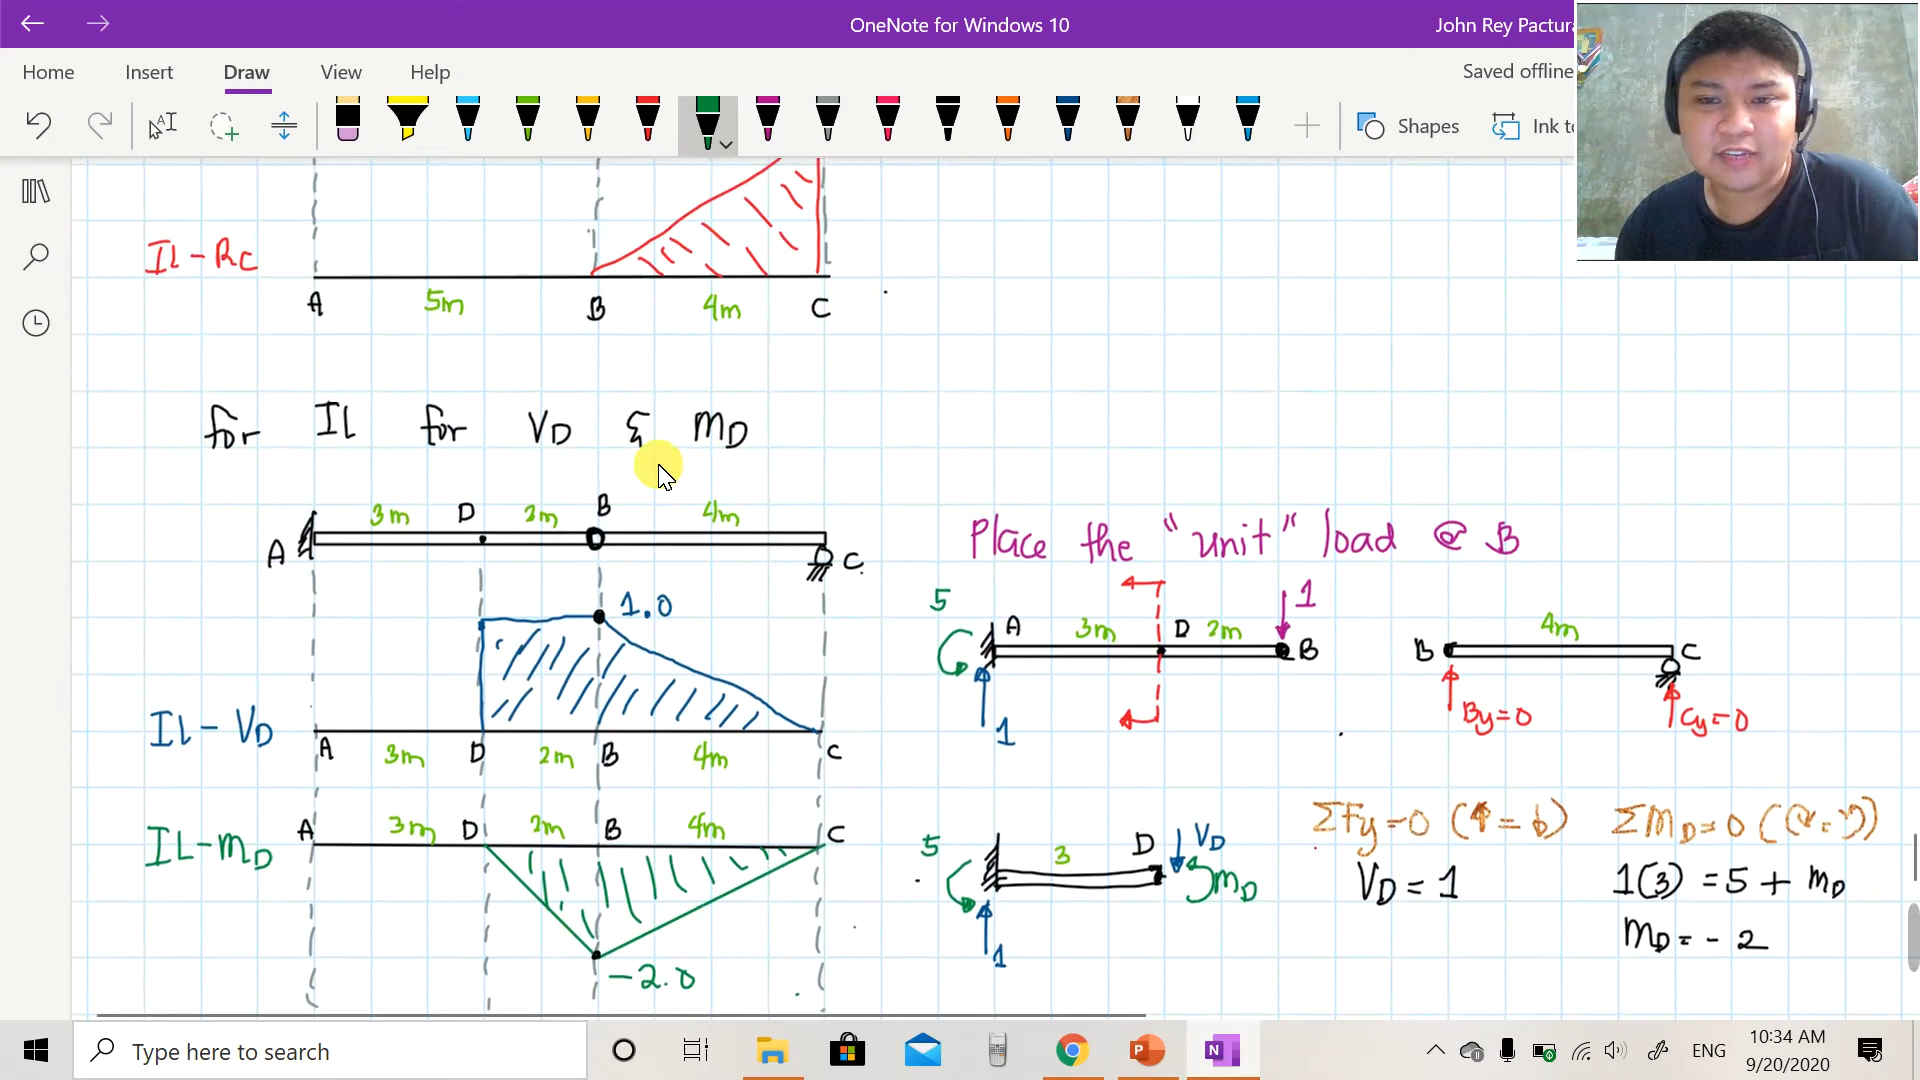 OneNote for Windows 10
John Rey Pactura
Home Insert Draw View Help
Saved offline
Shapes
Ink to
IL - RC
A 5m B 4m C
for IL for VD & MD
3m D 2m B 4m
A C
1.0
IL - VD
A 3m D 2m B 4m C
IL - MD
A 3m D 2m B 4m C
-2.0
Place the "unit" load @ B
5 A 3m D 2m 1 B
1
B 4m C
By=0 Cy=0
5 3 D VD
MD
1
ΣFy=0 (↑=↓)
VD = 1
ΣMD=0
1(3) = 5 + MD
MD = - 2
Type here to search
ENG
10:34 AM
9/20/2020